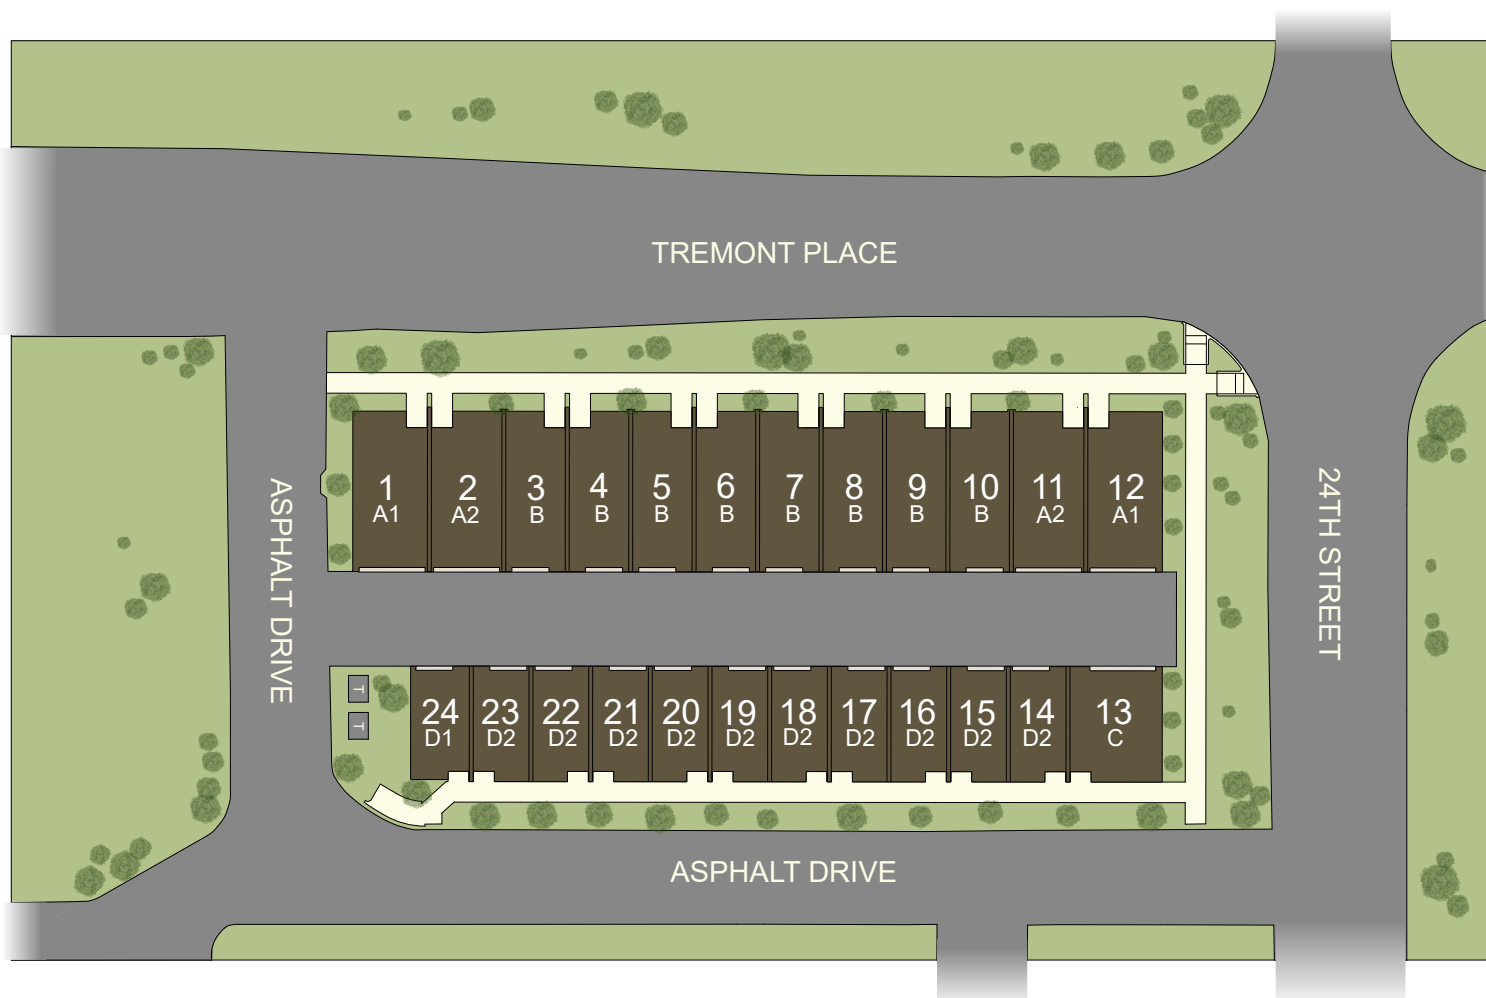 TREMONT PLACE
ASPHALT DRIVE
24TH STREET
1
A1
2
A2
3
B
4
B
5
B
6
B
7
B
8
B
9
B
10
B
11
A2
12
A1
T
T
24
D1
23
D2
22
D2
21
D2
20
D2
19
D2
18
D2
17
D2
16
D2
15
D2
14
D2
13
C
ASPHALT DRIVE